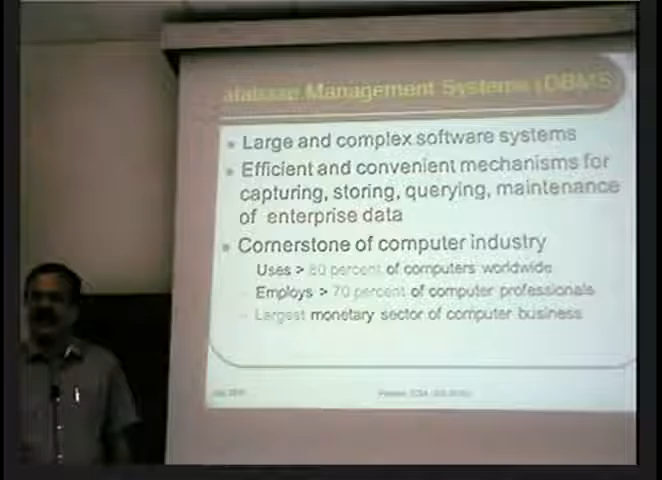 atabase Management Systems (DBMS
Large and complex software systems
Efficient and convenient mechanisms for
capturing, storing, querying, maintenance
of enterprise data
Cornerstone of computer industry
Uses > 80 percent of computers worldwide
Employs > 70 percent of computer professionals
Largest monetary sector of computer business